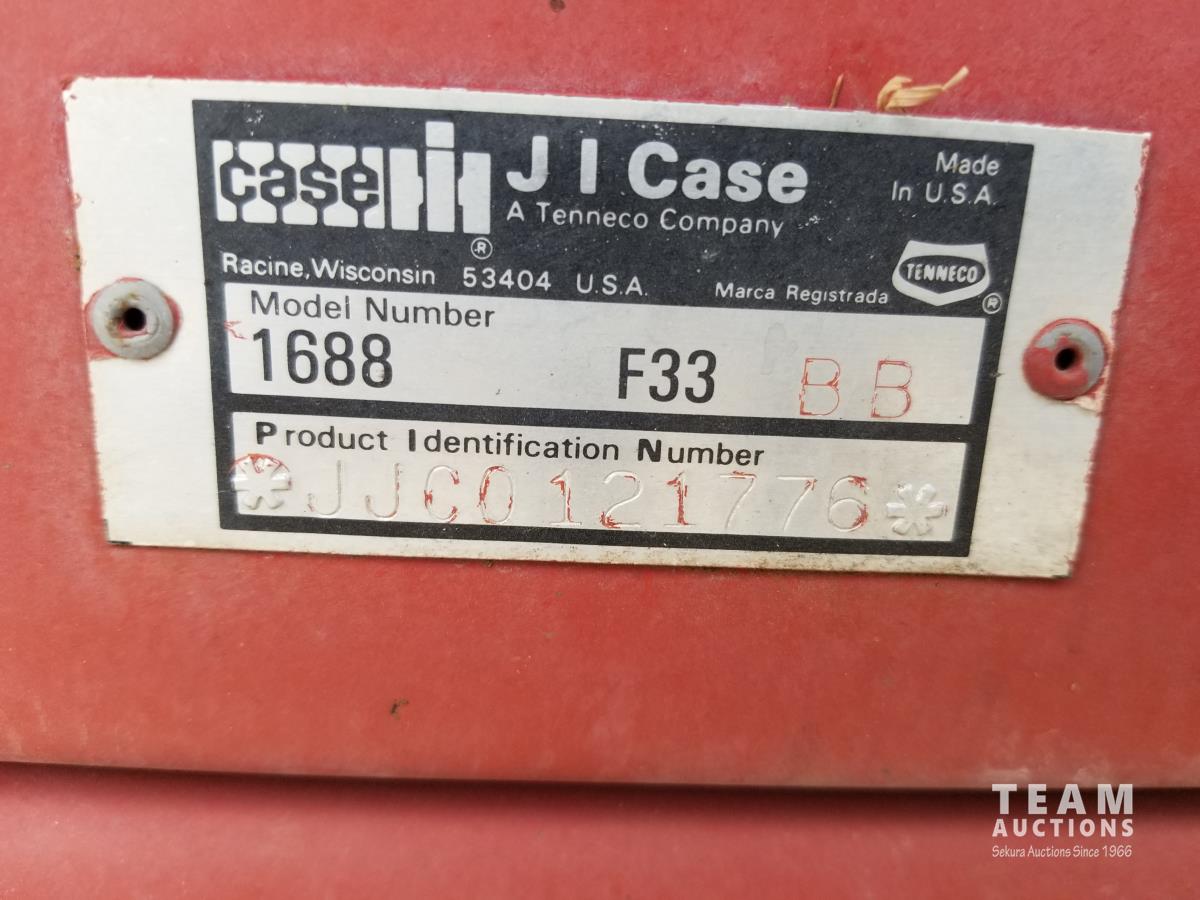 case IH ®
J I Case
A Tenneco Company
Made
In U.S.A.
Racine, Wisconsin 53404 U.S.A.
Marca Registrada
TENNECO ®
Model Number
1688 F33 BB
Product Identification Number
*JJC0121776*
TEAM
AUCTIONS
Sekura Auctions Since 1966